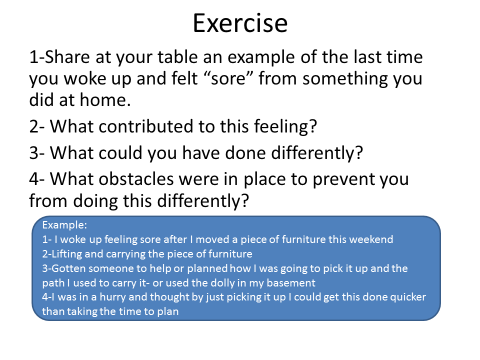 Exercise
1-Share at your table an example of the last time
you woke up and felt “sore” from something you
did at home.
2- What contributed to this feeling?
3- What could you have done differently?
4- What obstacles were in place to prevent you
from doing this differently?
Example:
1- I woke up feeling sore after I moved a piece of furniture this weekend
2-Lifting and carrying the piece of furniture
3-Gotten someone to help or planned how I was going to pick it up and the
path I used to carry it- or used the dolly in my basement
4-I was in a hurry and thought by just picking it up I could get this done quicker
than taking the time to plan